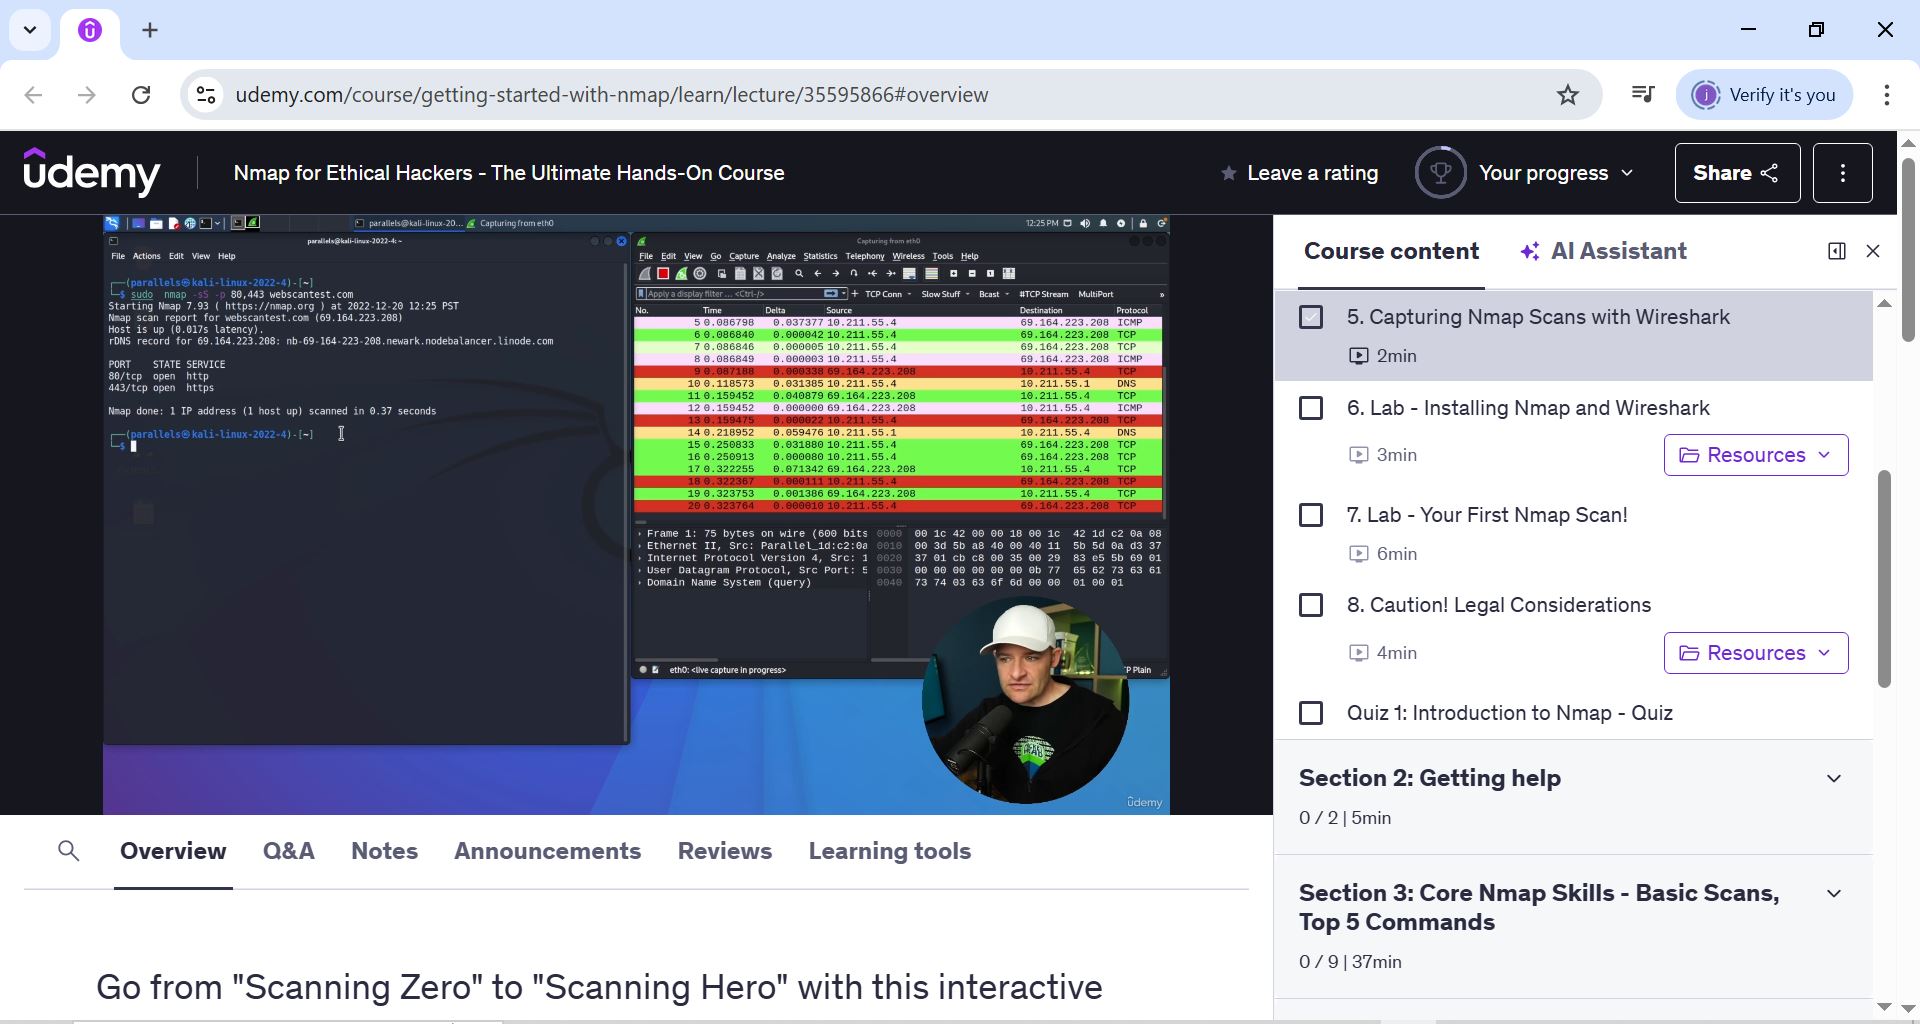 udemy.com/course/getting-started-with-nmap/learn/lecture/35595866#overview
j Verify it's you
ûdemy
Nmap for Ethical Hackers - The Ultimate Hands-On Course
Leave a rating
Your progress
Share
parallels@kali-linux-20...
Capturing from eth0
12:25 PM
parallels@kali-linux-2022-4: ~
File Actions Edit View Help
(parallels㉿kali-linux-2022-4)-[~]
$ sudo nmap -sS -p 80,443 webscantest.com
Starting Nmap 7.93 ( https://nmap.org ) at 2022-12-20 12:25 PST
Nmap scan report for webscantest.com (69.164.223.208)
Host is up (0.017s latency).
rDNS record for 69.164.223.208: nb-69-164-223-208.newark.nodebalancer.linode.com
PORT STATE SERVICE
80/tcp open http
443/tcp open https
Nmap done: 1 IP address (1 host up) scanned in 0.37 seconds
(parallels㉿kali-linux-2022-4)-[~]
$
Capturing from eth0
File Edit View Go Capture Analyze Statistics Telephony Wireless Tools Help
Apply a display filter ... <Ctrl-/>
+ TCP Conn Slow Stuff Bcast #TCP Stream MultiPort »
No. Time Delta Source Destination Protocol
5 0.086798 0.037377 10.211.55.4 69.164.223.208 ICMP
6 0.086840 0.000042 10.211.55.4 69.164.223.208 TCP
7 0.086846 0.000005 10.211.55.4 69.164.223.208 TCP
8 0.086849 0.000003 10.211.55.4 69.164.223.208 ICMP
9 0.087188 0.000338 69.164.223.208 10.211.55.4 TCP
10 0.118573 0.031385 10.211.55.4 10.211.55.1 DNS
11 0.159452 0.040879 69.164.223.208 10.211.55.4 TCP
12 0.159452 0.000000 69.164.223.208 10.211.55.4 ICMP
13 0.159475 0.000022 10.211.55.4 69.164.223.208 TCP
14 0.218952 0.059476 10.211.55.1 10.211.55.4 DNS
15 0.250833 0.031880 10.211.55.4 69.164.223.208 TCP
16 0.250913 0.000080 10.211.55.4 69.164.223.208 TCP
17 0.322255 0.071342 69.164.223.208 10.211.55.4 TCP
18 0.322367 0.000111 10.211.55.4 69.164.223.208 TCP
19 0.323753 0.001386 69.164.223.208 10.211.55.4 TCP
20 0.323764 0.000010 10.211.55.4 69.164.223.208 TCP
Frame 1: 75 bytes on wire (600 bits
Ethernet II, Src: Parallel_1d:c2:0a
Internet Protocol Version 4, Src: 1
User Datagram Protocol, Src Port: 5
Domain Name System (query)
0000 00 1c 42 00 00 18 00 1c 42 1d c2 0a 08
0010 00 3d 5b a8 40 00 40 11 5b 5d 0a d3 37
0020 37 01 cb c8 00 35 00 29 83 e5 5b 69 01
0030 00 00 00 00 00 00 0b 77 65 62 73 63 61
0040 73 74 03 63 6f 6d 00 00 01 00 01
eth0: <live capture in progress>
ûdemy
Course content
AI Assistant
5. Capturing Nmap Scans with Wireshark
2min
6. Lab - Installing Nmap and Wireshark
3min
Resources
7. Lab - Your First Nmap Scan!
6min
8. Caution! Legal Considerations
4min
Resources
Quiz 1: Introduction to Nmap - Quiz
Section 2: Getting help
0 / 2 | 5min
Section 3: Core Nmap Skills - Basic Scans,
Top 5 Commands
0 / 9 | 37min
Overview
Q&A
Notes
Announcements
Reviews
Learning tools
Go from "Scanning Zero" to "Scanning Hero" with this interactive